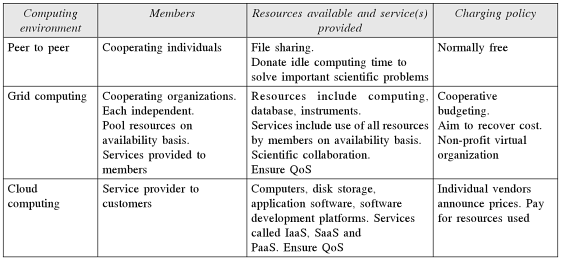 Computing environment
Members
Resources available and service(s) provided
Charging policy
Peer to peer
Cooperating individuals
File sharing.
Donate idle computing time to
solve important scientific problems
Normally free
Grid computing
Cooperating organizations.
Each independent.
Pool resources on
availability basis.
Services provided to
members
Resources include computing,
database, instruments.
Services include use of all resources
by members on availability basis.
Scientific collaboration.
Ensure QoS
Cooperative
budgeting.
Aim to recover cost.
Non-profit virtual
organization
Cloud
computing
Service provider to
customers
Computers, disk storage,
application software, software
development platforms. Services
called IaaS, SaaS and
PaaS. Ensure QoS
Individual vendors
announce prices. Pay
for resources used